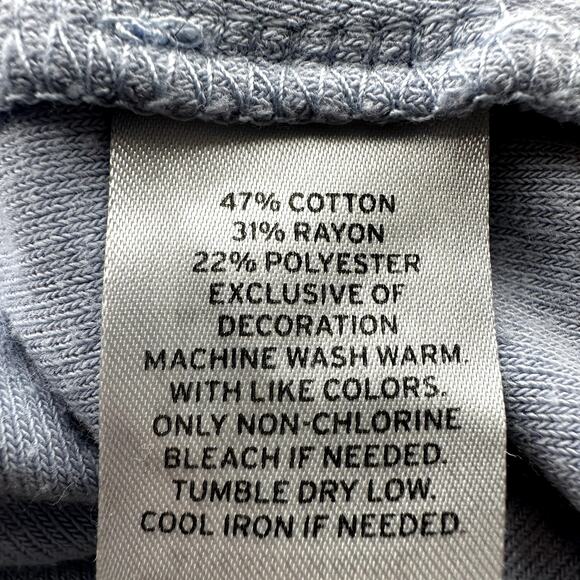 47% COTTON
31% RAYON
22% POLYESTER
EXCLUSIVE OF
DECORATION
MACHINE WASH WARM.
WITH LIKE COLORS.
ONLY NON-CHLORINE
BLEACH IF NEEDED.
TUMBLE DRY LOW.
COOL IRON IF NEEDED.